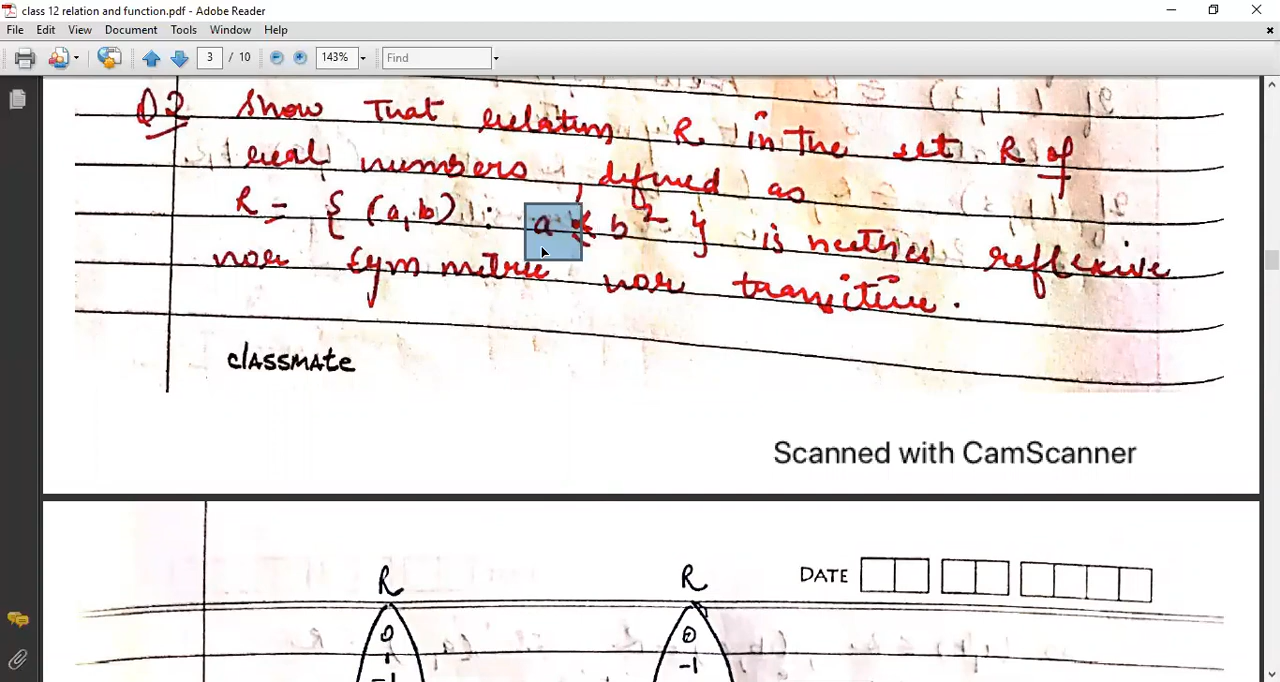 class 12 relation and function.pdf - Adobe Reader
File Edit View Document Tools Window Help
3 / 10 143% Find
Q2 Show That relation R in the set R of
real numbers, defined as
R = { (a,b) : a ≤ b² } is neither reflexive
nor symmetric nor transitive.
classmate
Scanned with CamScanner
R R DATE
0 0
-1 -1